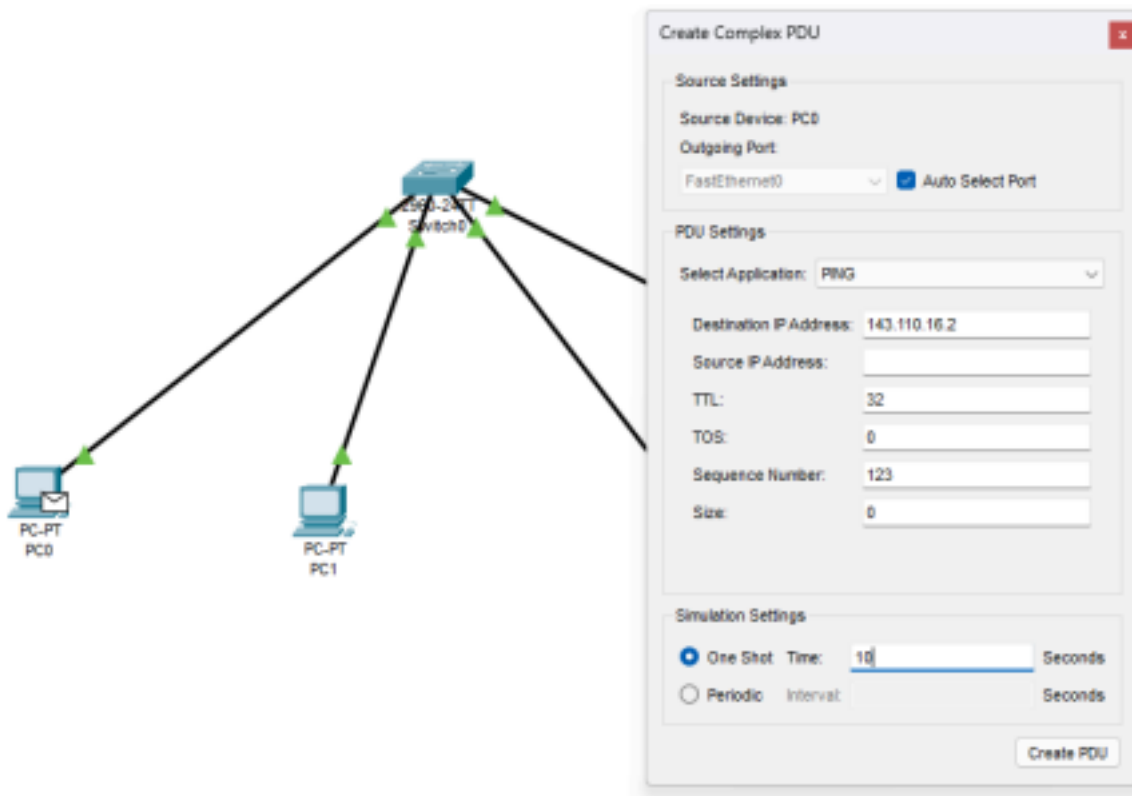 Create Complex PDU
x
Source Settings
Source Device: PC0
Outgoing Port:
FastEthernet0
Auto Select Port
PDU Settings
Select Application: PING
Destination IP Address: 143.110.16.2
Source IP Address:
TTL: 32
TOS: 0
Sequence Number: 123
Size: 0
Simulation Settings
One Shot Time: 10 Seconds
Periodic Interval: Seconds
Create PDU
2960-24TT
Switch0
PC-PT
PC0
PC-PT
PC1